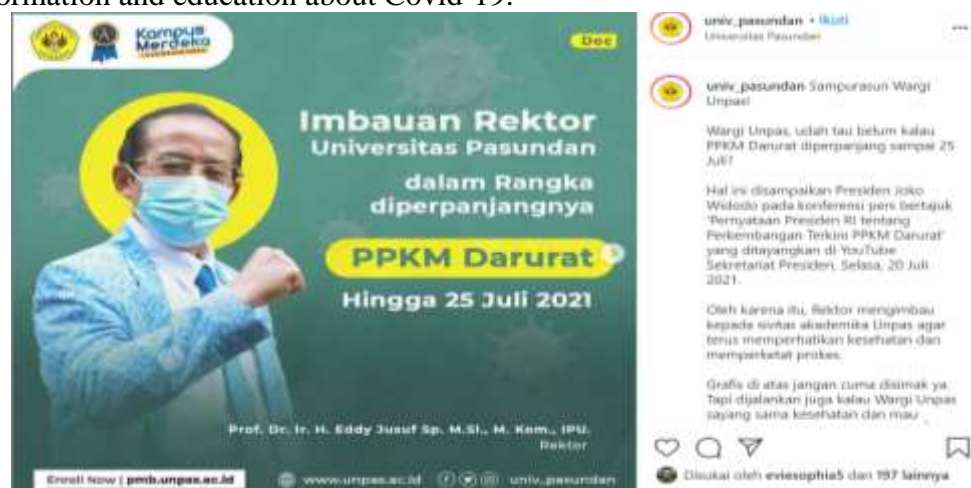 ormation and education about Covid-19.
Kampus
Merdeka
Doc
Imbauan Rektor
Universitas Pasundan
dalam Rangka
diperpanjangnya
PPKM Darurat
Hingga 25 Juli 2021
Prof. Dr. Ir. H. Eddy Jusuf Sp. M.Si., M. Kom., IPU.
Rektor
Enroll Now | pmb.unpas.ac.id
www.unpas.ac.id
univ.pasundan
univ_pasundan • Ikuti
Universitas Pasundan
univ_pasundan Sampurasun Wargi
Unpas!
Wargi Unpas, udah tau belum kalau
PPKM Darurat diperpanjang sampai 25
Juli?
Hal ini disampaikan Presiden Joko
Widodo pada konferensi pers bertajuk
'Pernyataan Presiden RI tentang
Perkembangan Terkini PPKM Darurat'
yang ditayangkan di YouTube
Sekretariat Presiden, Selasa, 20 Juli
2021.
Oleh karena itu, Rektor mengimbau
kepada sivitas akademika Unpas agar
terus memperhatikan kesehatan dan
memperketat prokes.
Grafis di atas jangan cuma disimak ya.
Tapi dijalankan juga kalau Wargi Unpas
sayang sama kesehatan dan mau
Disukai oleh eviesophia5 dan 197 lainnya